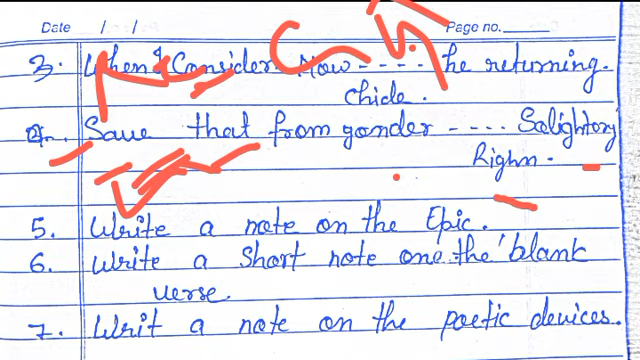 Date / / Page no.
3. When I Consider How ---- he returning.
chide.
4. Save that from yonder ---- Salightory
Righn.
5. Write a note on the Epic.
6. Write a short note one the blank
verse.
7. Writ a note on the poetic devices.